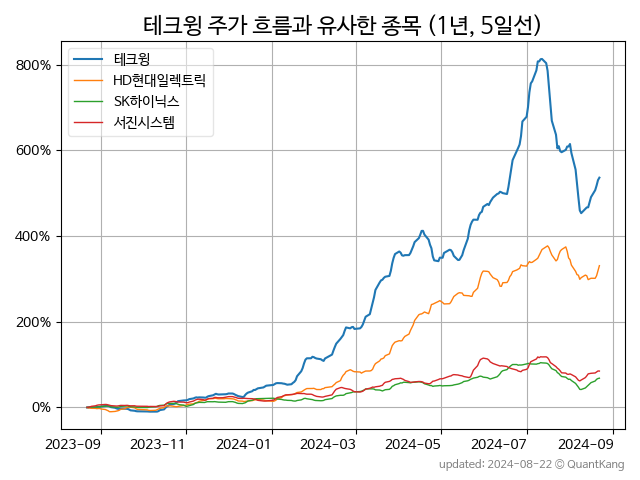 테크윙 주가 흐름과 유사한 종목 (1년, 5일선)
테크윙
HD현대일렉트릭
SK하이닉스
서진시스템
800%
600%
400%
200%
0%
2023-09 2023-11 2024-01 2024-03 2024-05 2024-07 2024-09
updated: 2024-08-22 © QuantKang